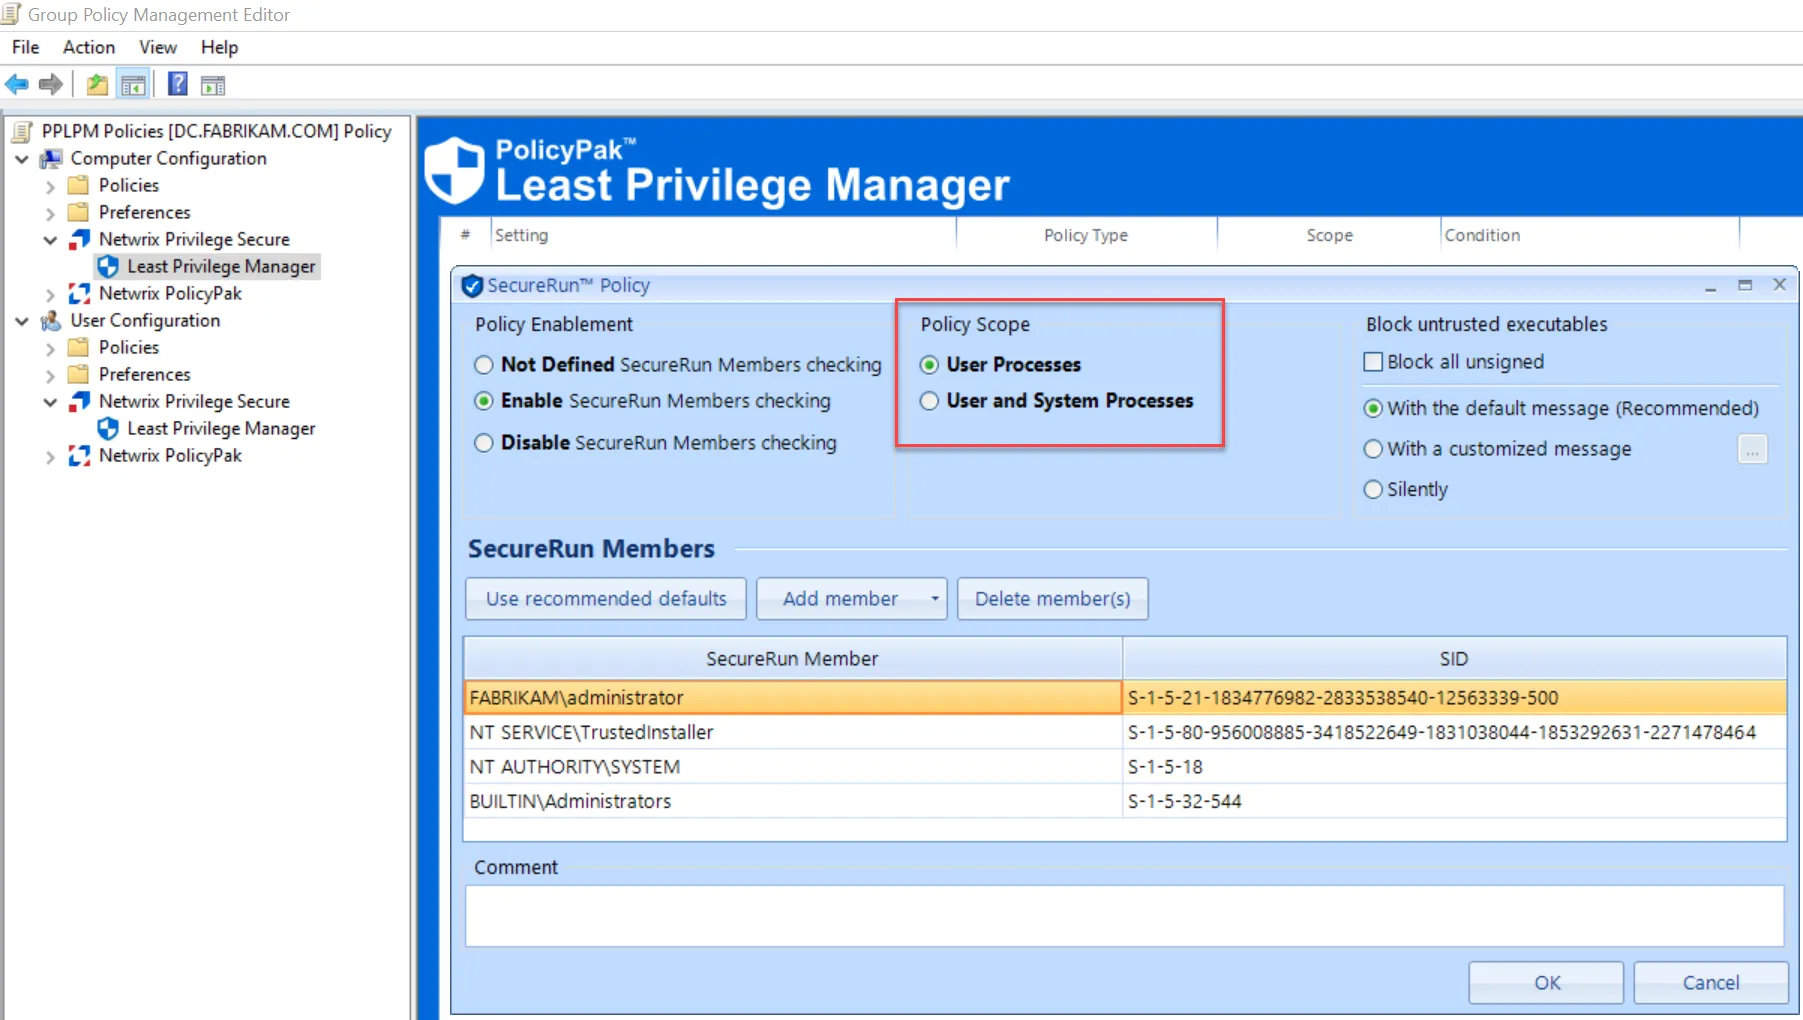 Group Policy Management Editor
File Action View Help
PPLPM Policies [DC.FABRIKAM.COM] Policy
Computer Configuration
Policies
Preferences
Netwrix Privilege Secure
Least Privilege Manager
Netwrix PolicyPak
User Configuration
Policies
Preferences
Netwrix Privilege Secure
Least Privilege Manager
Netwrix PolicyPak
PolicyPak™
Least Privilege Manager
# Setting Policy Type Scope Condition
SecureRun™ Policy
Policy Enablement
Not Defined SecureRun Members checking
Enable SecureRun Members checking
Disable SecureRun Members checking
Policy Scope
User Processes
User and System Processes
Block untrusted executables
Block all unsigned
With the default message (Recommended)
With a customized message ...
Silently
SecureRun Members
Use recommended defaults Add member Delete member(s)
SecureRun Member SID
FABRIKAM\administrator S-1-5-21-1834776982-2833538540-12563339-500
NT SERVICE\TrustedInstaller S-1-5-80-956008885-3418522649-1831038044-1853292631-2271478464
NT AUTHORITY\SYSTEM S-1-5-18
BUILTIN\Administrators S-1-5-32-544
Comment
OK Cancel